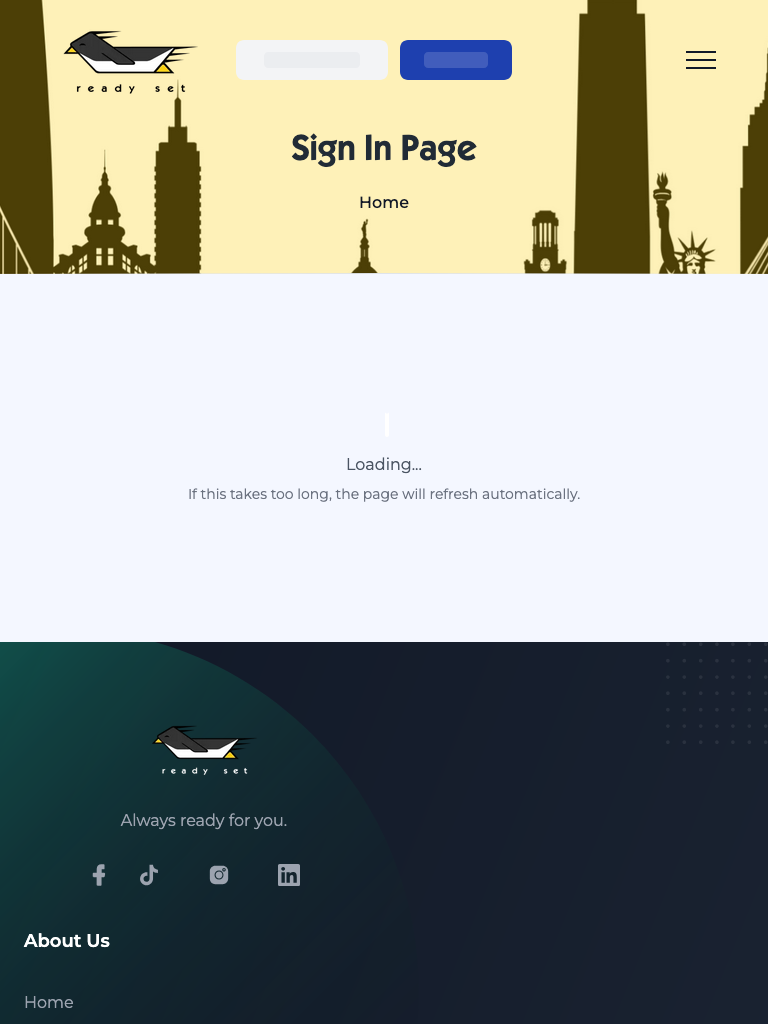 ready set
Sign In Page
Home
Loading...
If this takes too long, the page will refresh automatically.
ready set
Always ready for you.
About Us
Home